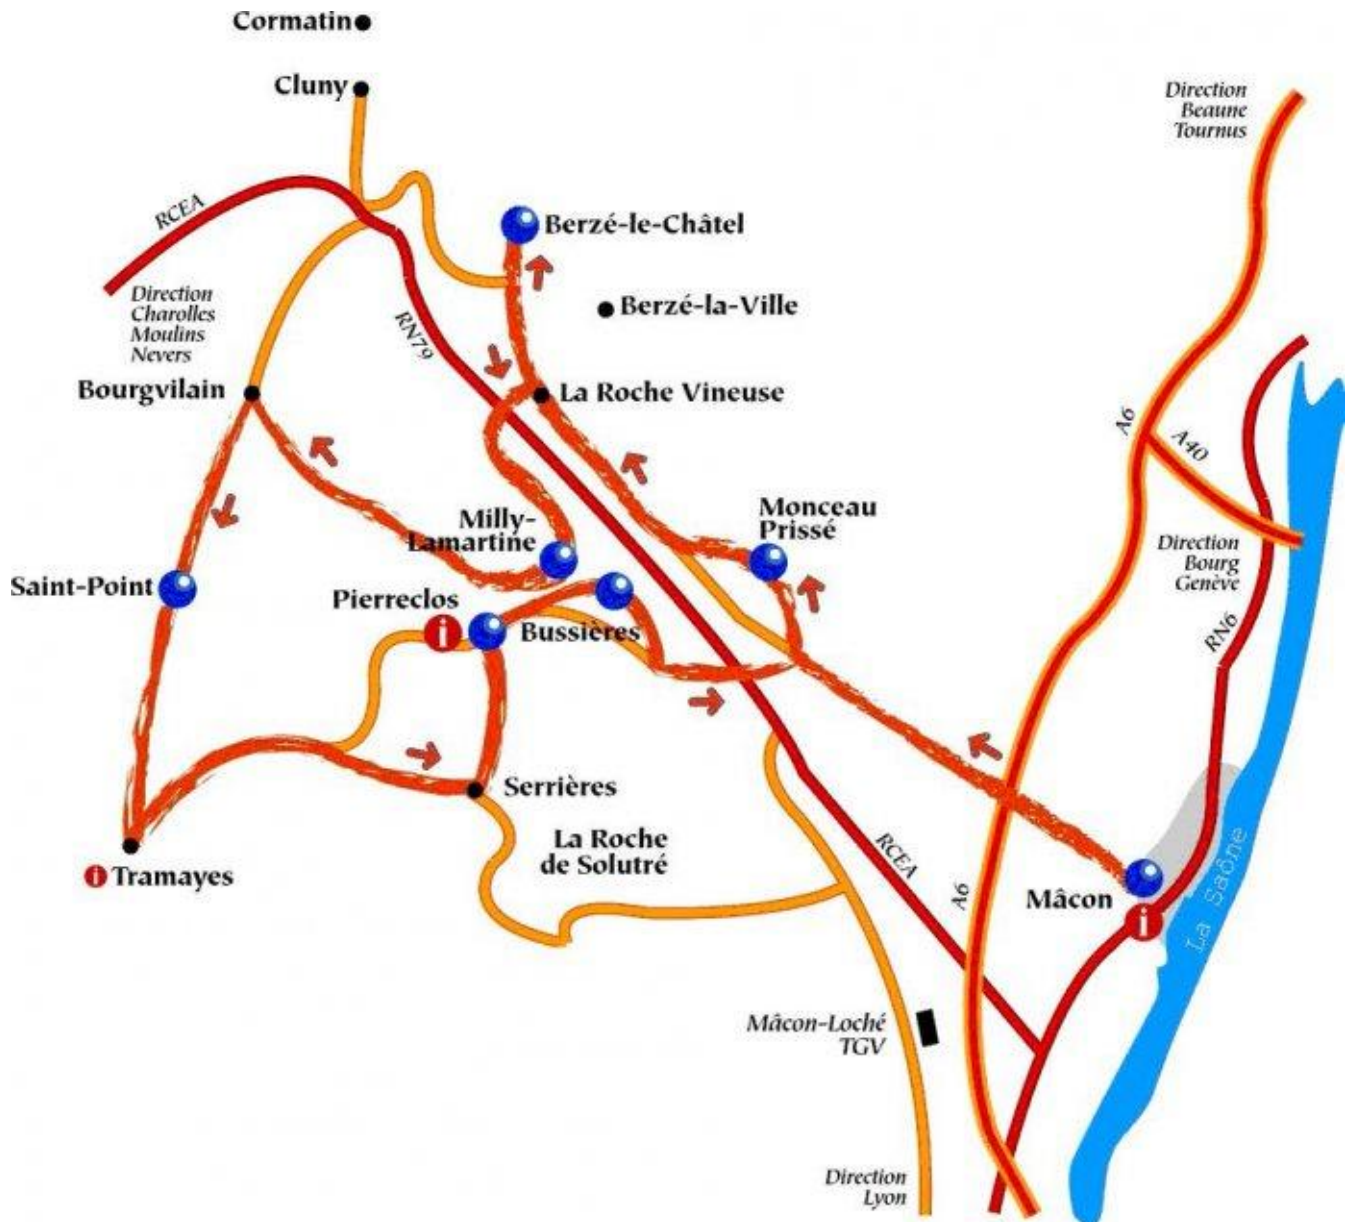 Cormatin
Cluny
Direction
Beaune
Tournus
RCEA
Berzé-le-Châtel
Direction
Charolles
Moulins
Nevers
Berzé-la-Ville
RN79
Bourgvilain
La Roche Vineuse
A6
A40
Monceau
Prissé
Milly-
Lamartine
Direction
Bourg
Genève
Saint-Point
Pierreclos
i
Bussières
RN6
Serrières
La Roche
de Solutré
RCEA
La Saône
i Tramayes
A6
Mâcon
i
Mâcon-Loché
TGV
Direction
Lyon